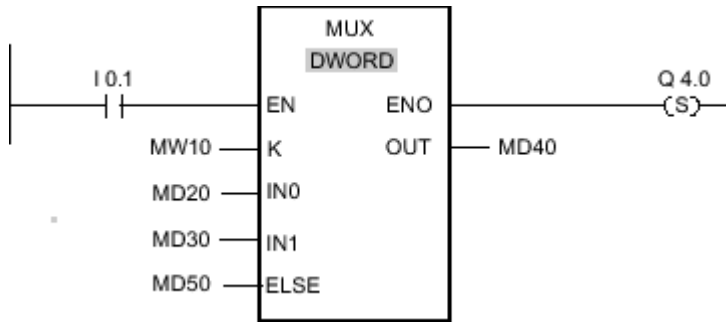 MUX
DWORD
I 0.1
Q 4.0
EN ENO
(S)
MW10 K OUT MD40
MD20 IN0
MD30 IN1
MD50 ELSE